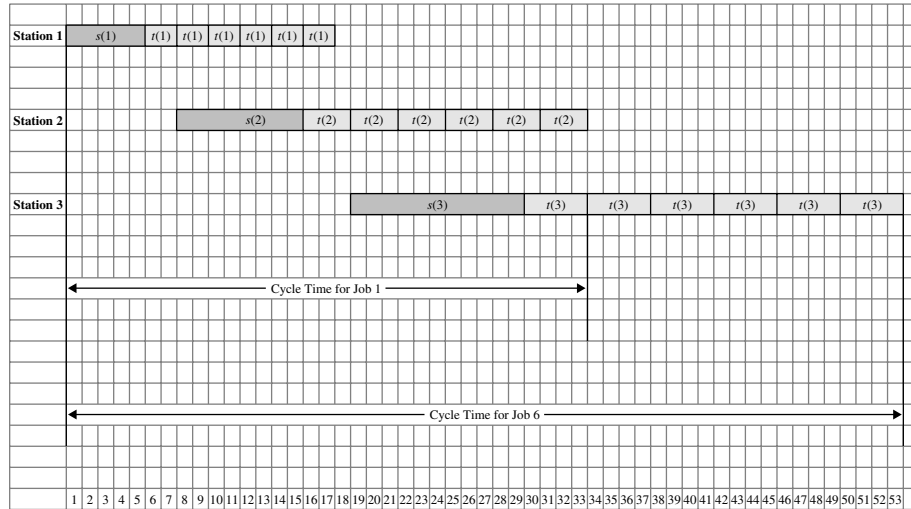 Station 1 s(1) t(1) t(1) t(1) t(1) t(1) t(1)
Station 2 s(2) t(2) t(2) t(2) t(2) t(2) t(2)
Station 3 s(3) t(3) t(3) t(3) t(3) t(3) t(3)
Cycle Time for Job 1
Cycle Time for Job 6
1 2 3 4 5 6 7 8 9 10 11 12 13 14 15 16 17 18 19 20 21 22 23 24 25 26 27 28 29 30 31 32 33 34 35 36 37 38 39 40 41 42 43 44 45 46 47 48 49 50 51 52 53